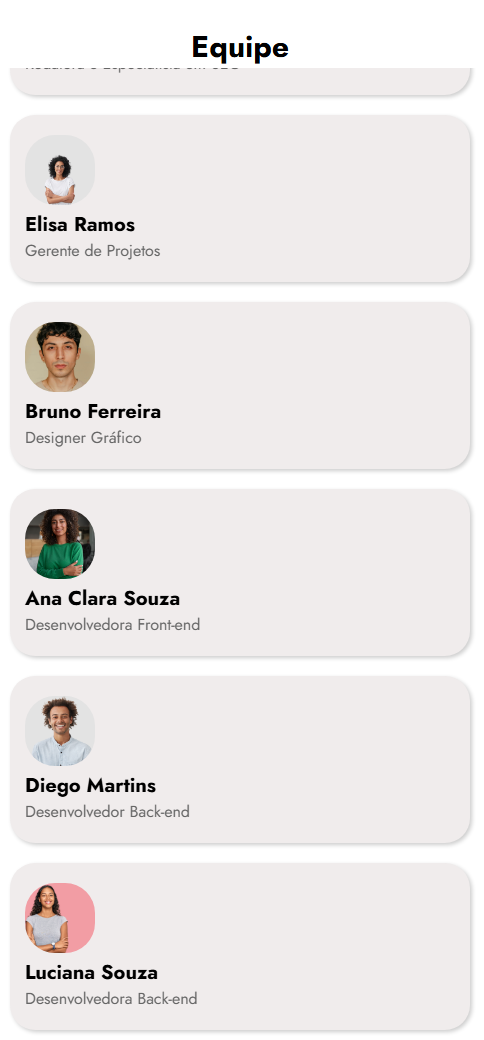 Equipe
Elisa Ramos
Gerente de Projetos
Bruno Ferreira
Designer Gráfico
Ana Clara Souza
Desenvolvedora Front-end
Diego Martins
Desenvolvedor Back-end
Luciana Souza
Desenvolvedora Back-end